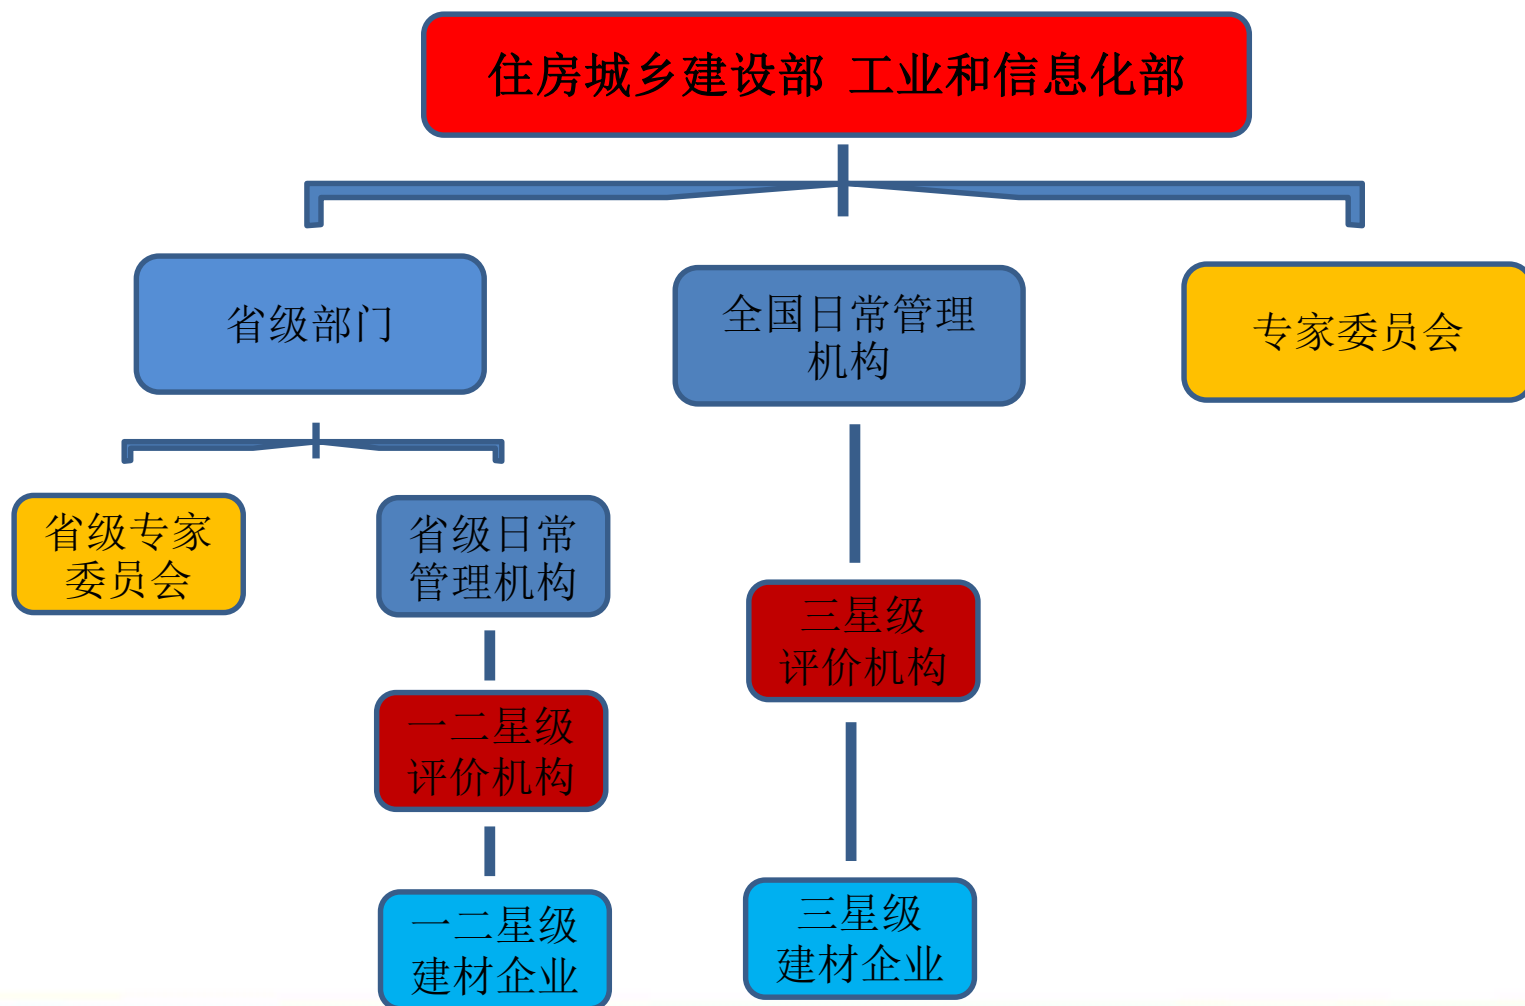 住房城乡建设部 工业和信息化部
省级部门
全国日常管理
机构
专家委员会
省级专家
委员会
省级日常
管理机构
三星级
评价机构
一二星级
评价机构
一二星级
建材企业
三星级
建材企业